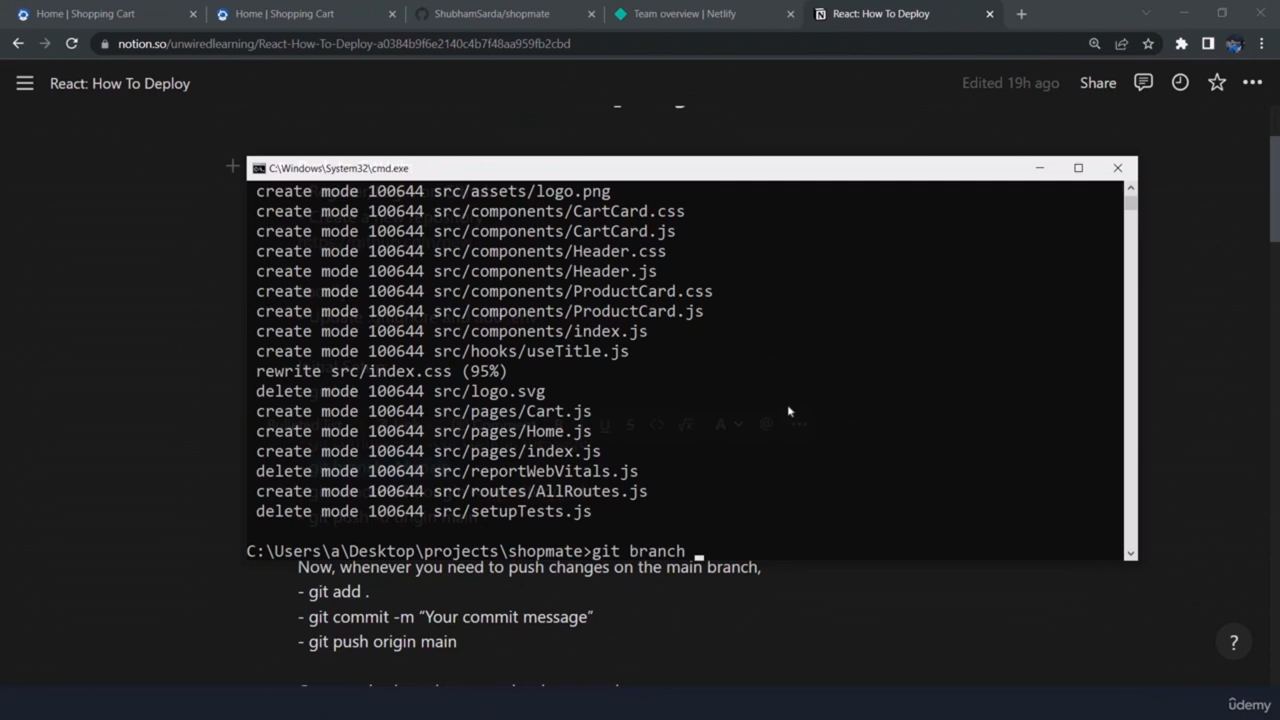 Home | Shopping Cart
Home | Shopping Cart
ShubhamSarda/shopmate
Team overview | Netlify
React: How To Deploy
notion.so/unwiredlearning/React-How-To-Deploy-a0384b9f6e2140c4b7f48aa959fb2cbd
React: How To Deploy
Edited 19h ago
Share
C:\Windows\System32\cmd.exe
create mode 100644 src/assets/logo.png
create mode 100644 src/components/CartCard.css
create mode 100644 src/components/CartCard.js
create mode 100644 src/components/Header.css
create mode 100644 src/components/Header.js
create mode 100644 src/components/ProductCard.css
create mode 100644 src/components/ProductCard.js
create mode 100644 src/components/index.js
create mode 100644 src/hooks/useTitle.js
rewrite src/index.css (95%)
delete mode 100644 src/logo.svg
create mode 100644 src/pages/Cart.js
create mode 100644 src/pages/Home.js
create mode 100644 src/pages/index.js
delete mode 100644 src/reportWebVitals.js
create mode 100644 src/routes/AllRoutes.js
delete mode 100644 src/setupTests.js
- git push -u origin main
C:\Users\a\Desktop\projects\shopmate>git branch
Now, whenever you need to push changes on the main branch,
- git add .
- git commit -m “Your commit message”
- git push origin main
?
ûdemy